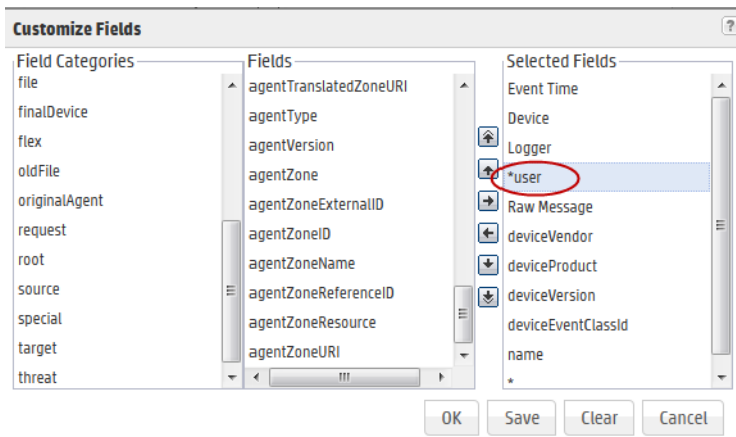 Customize Fields
?
Field Categories
file
finalDevice
flex
oldFile
originalAgent
request
root
source
special
target
threat
Fields
agentTranslatedZoneURI
agentType
agentVersion
agentZone
agentZoneExternalID
agentZoneID
agentZoneName
agentZoneReferenceID
agentZoneResource
agentZoneURI
Selected Fields
Event Time
Device
Logger
*user
Raw Message
deviceVendor
deviceProduct
deviceVersion
deviceEventClassId
name
*
OK
Save
Clear
Cancel